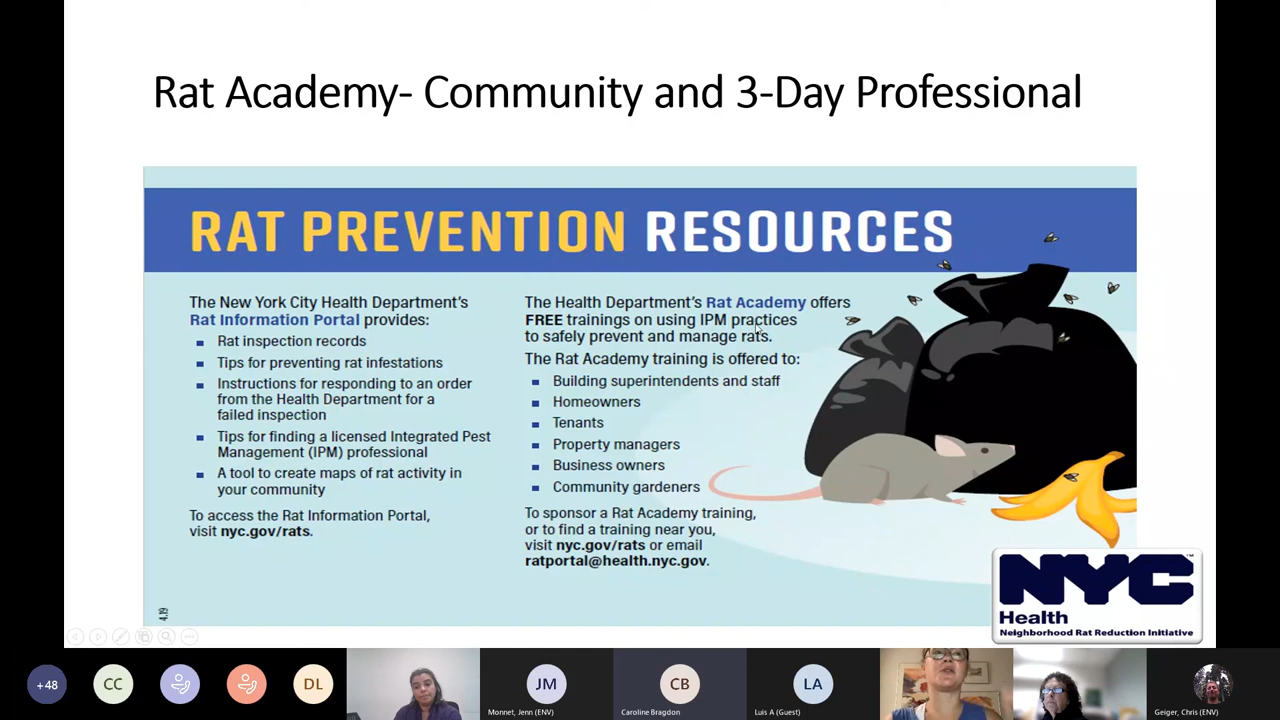 Rat Academy- Community and 3-Day Professional
RAT PREVENTION RESOURCES
The New York City Health Department's
Rat Information Portal provides:
Rat inspection records
Tips for preventing rat infestations
Instructions for responding to an order
from the Health Department for a
failed inspection
Tips for finding a licensed Integrated Pest
Management (IPM) professional
A tool to create maps of rat activity in
your community
To access the Rat Information Portal,
visit nyc.gov/rats.
The Health Department's Rat Academy offers
FREE trainings on using IPM practices
to safely prevent and manage rats.
The Rat Academy training is offered to:
Building superintendents and staff
Homeowners
Tenants
Property managers
Business owners
Community gardeners
To sponsor a Rat Academy training,
or to find a training near you,
visit nyc.gov/rats or email
ratportal@health.nyc.gov.
4.19
NYC™
Health
Neighborhood Rat Reduction Initiative
+48
CC
DL
JM
Monnet, Jenn (ENV)
CB
Caroline Bragdon
LA
Luis A (Guest)
Geiger, Chris (ENV)